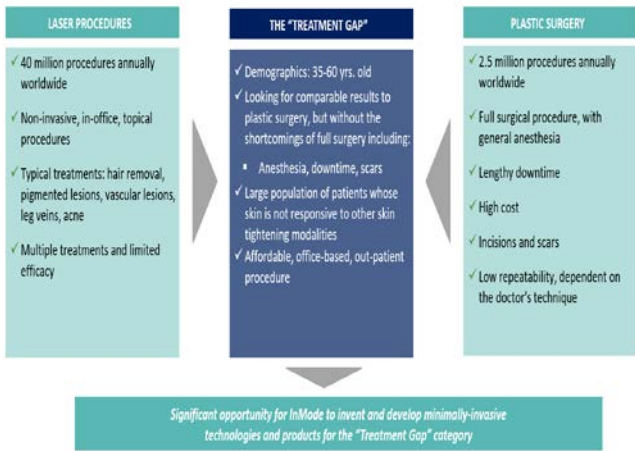 LASER PROCEDURES
✓ 40 million procedures annually
worldwide
✓ Non-invasive, in-office, topical
procedures
✓ Typical treatments: hair removal,
pigmented lesions, vascular lesions,
leg veins, acne
✓ Multiple treatments and limited
efficacy
THE "TREATMENT GAP"
✓ Demographics: 35-60 yrs. old
✓ Looking for comparable results to
plastic surgery, but without the
shortcomings of full surgery including:
▪ Anesthesia, downtime, scars
✓ Large population of patients whose
skin is not responsive to other skin
tightening modalities
✓ Affordable, office-based, out-patient
procedure
PLASTIC SURGERY
✓ 2.5 million procedures annually
worldwide
✓ Full surgical procedure, with
general anesthesia
✓ Lengthy downtime
✓ High cost
✓ Incisions and scars
✓ Low repeatability, dependent on
the doctor's technique
Significant opportunity for InMode to invent and develop minimally-invasive
technologies and products for the "Treatment Gap" category